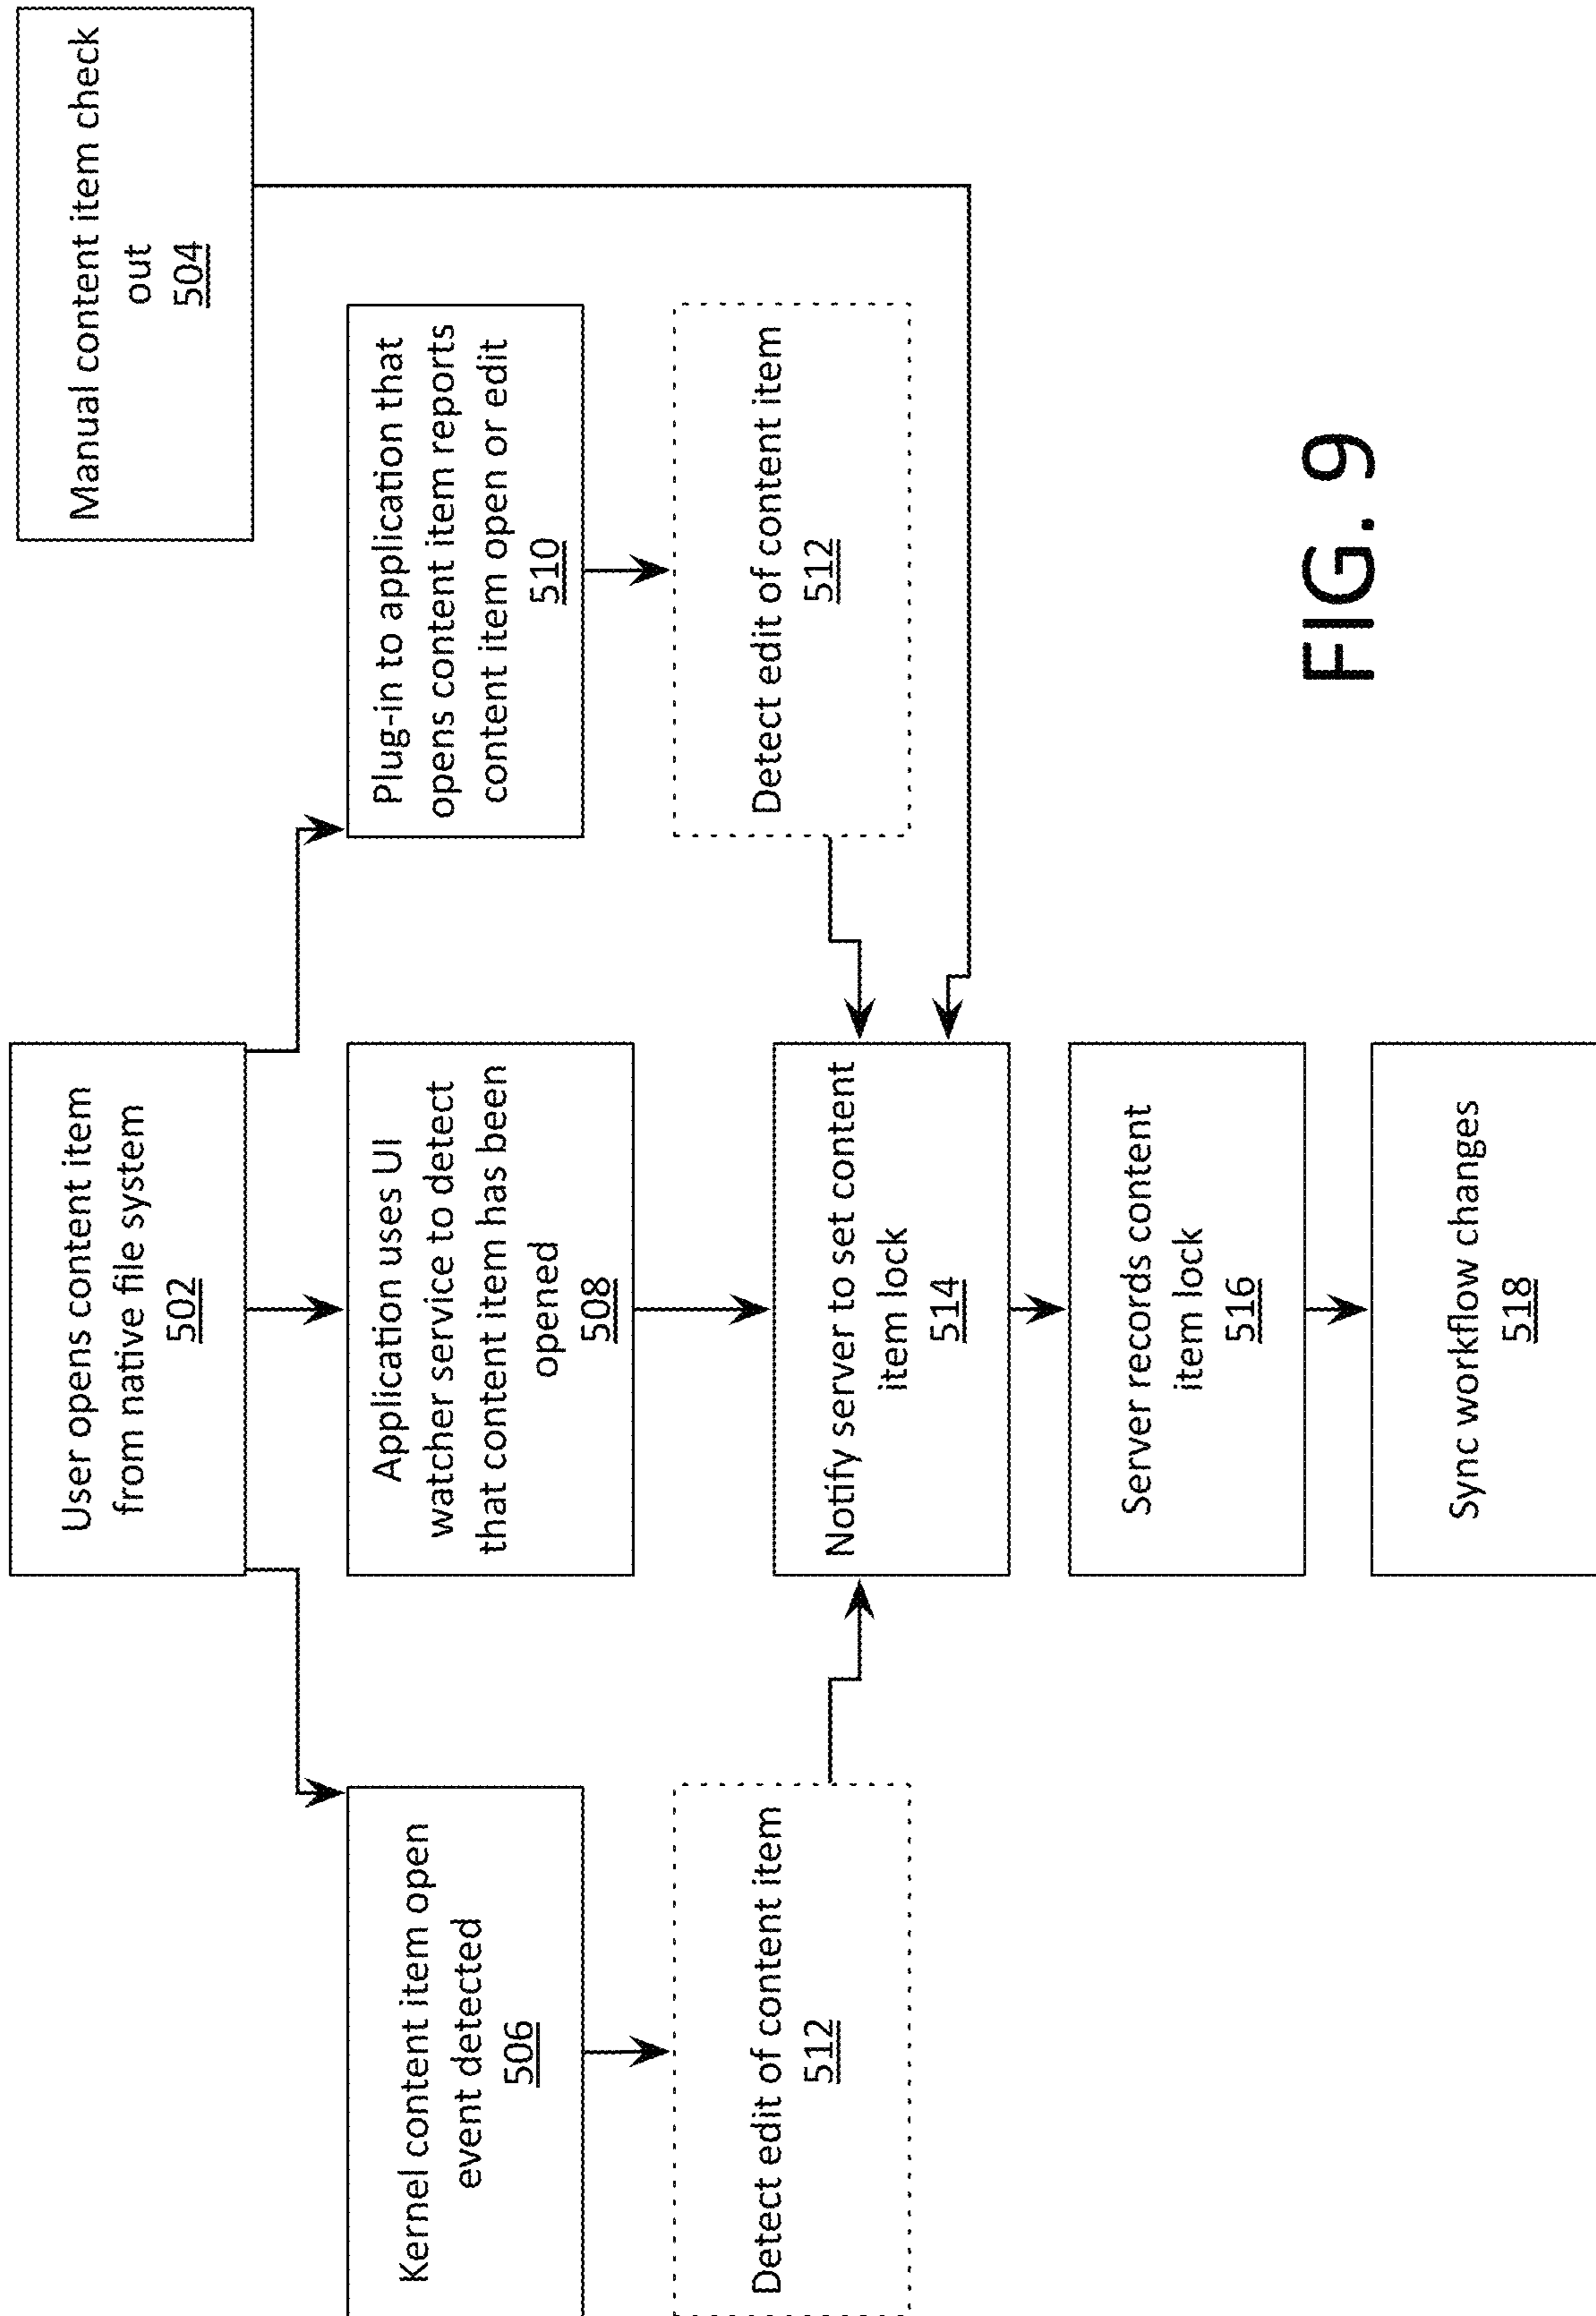 User opens content item
from native file system
502
Manual content item check
out
504
Kernel content item open
event detected
506
Application uses UI
watcher service to detect
that content item has been
opened
508
Plug-in to application that
opens content item reports
content item open or edit
510
Detect edit of content item
512
Detect edit of content item
512
Notify server to set content
item lock
514
Server records content
item lock
516
Sync workflow changes
518
FIG. 9